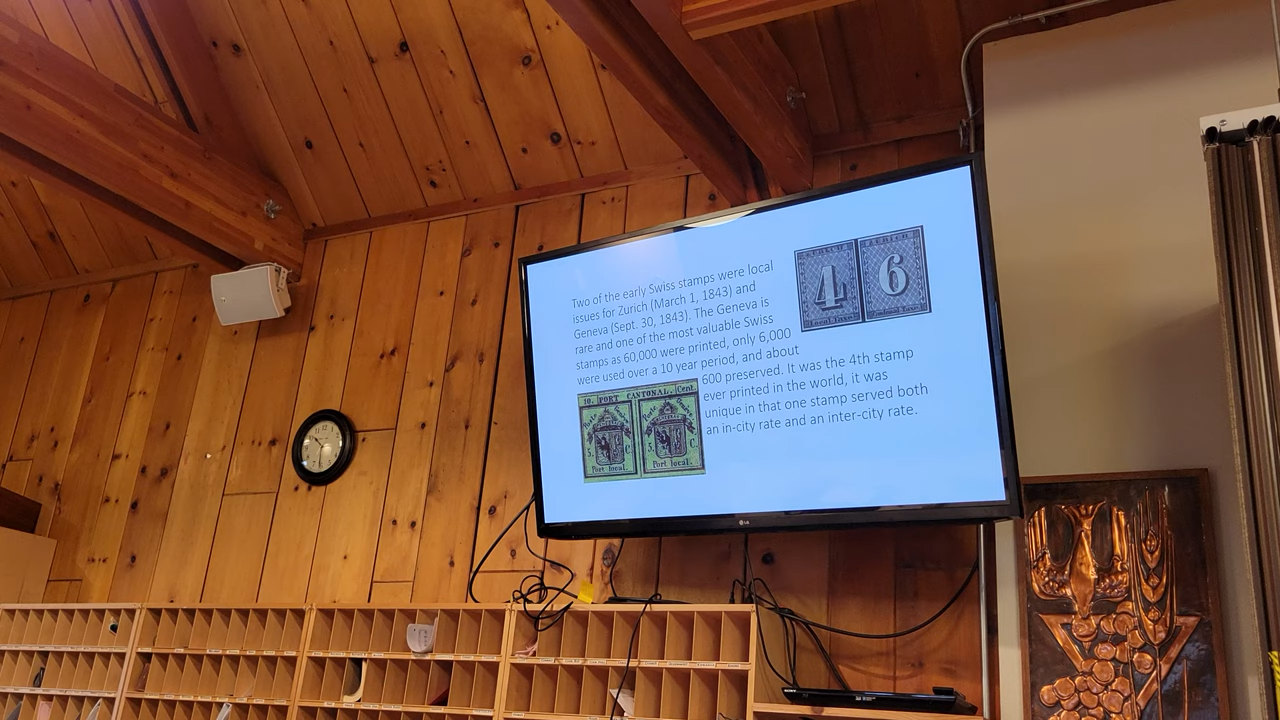 Two of the early Swiss stamps were local
issues for Zurich (March 1, 1843) and
Geneva (Sept. 30, 1843). The Geneva is
rare and one of the most valuable Swiss
stamps as 60,000 were printed, only 6,000
were used over a 10 year period, and about
600 preserved. It was the 4th stamp
ever printed in the world, it was
unique in that one stamp served both
an in-city rate and an inter-city rate.
4 6
Local Taxe
10. PORT CANTONAL. Cent.
5. C. 5. C.
Port local. Port local.
LG
SONY